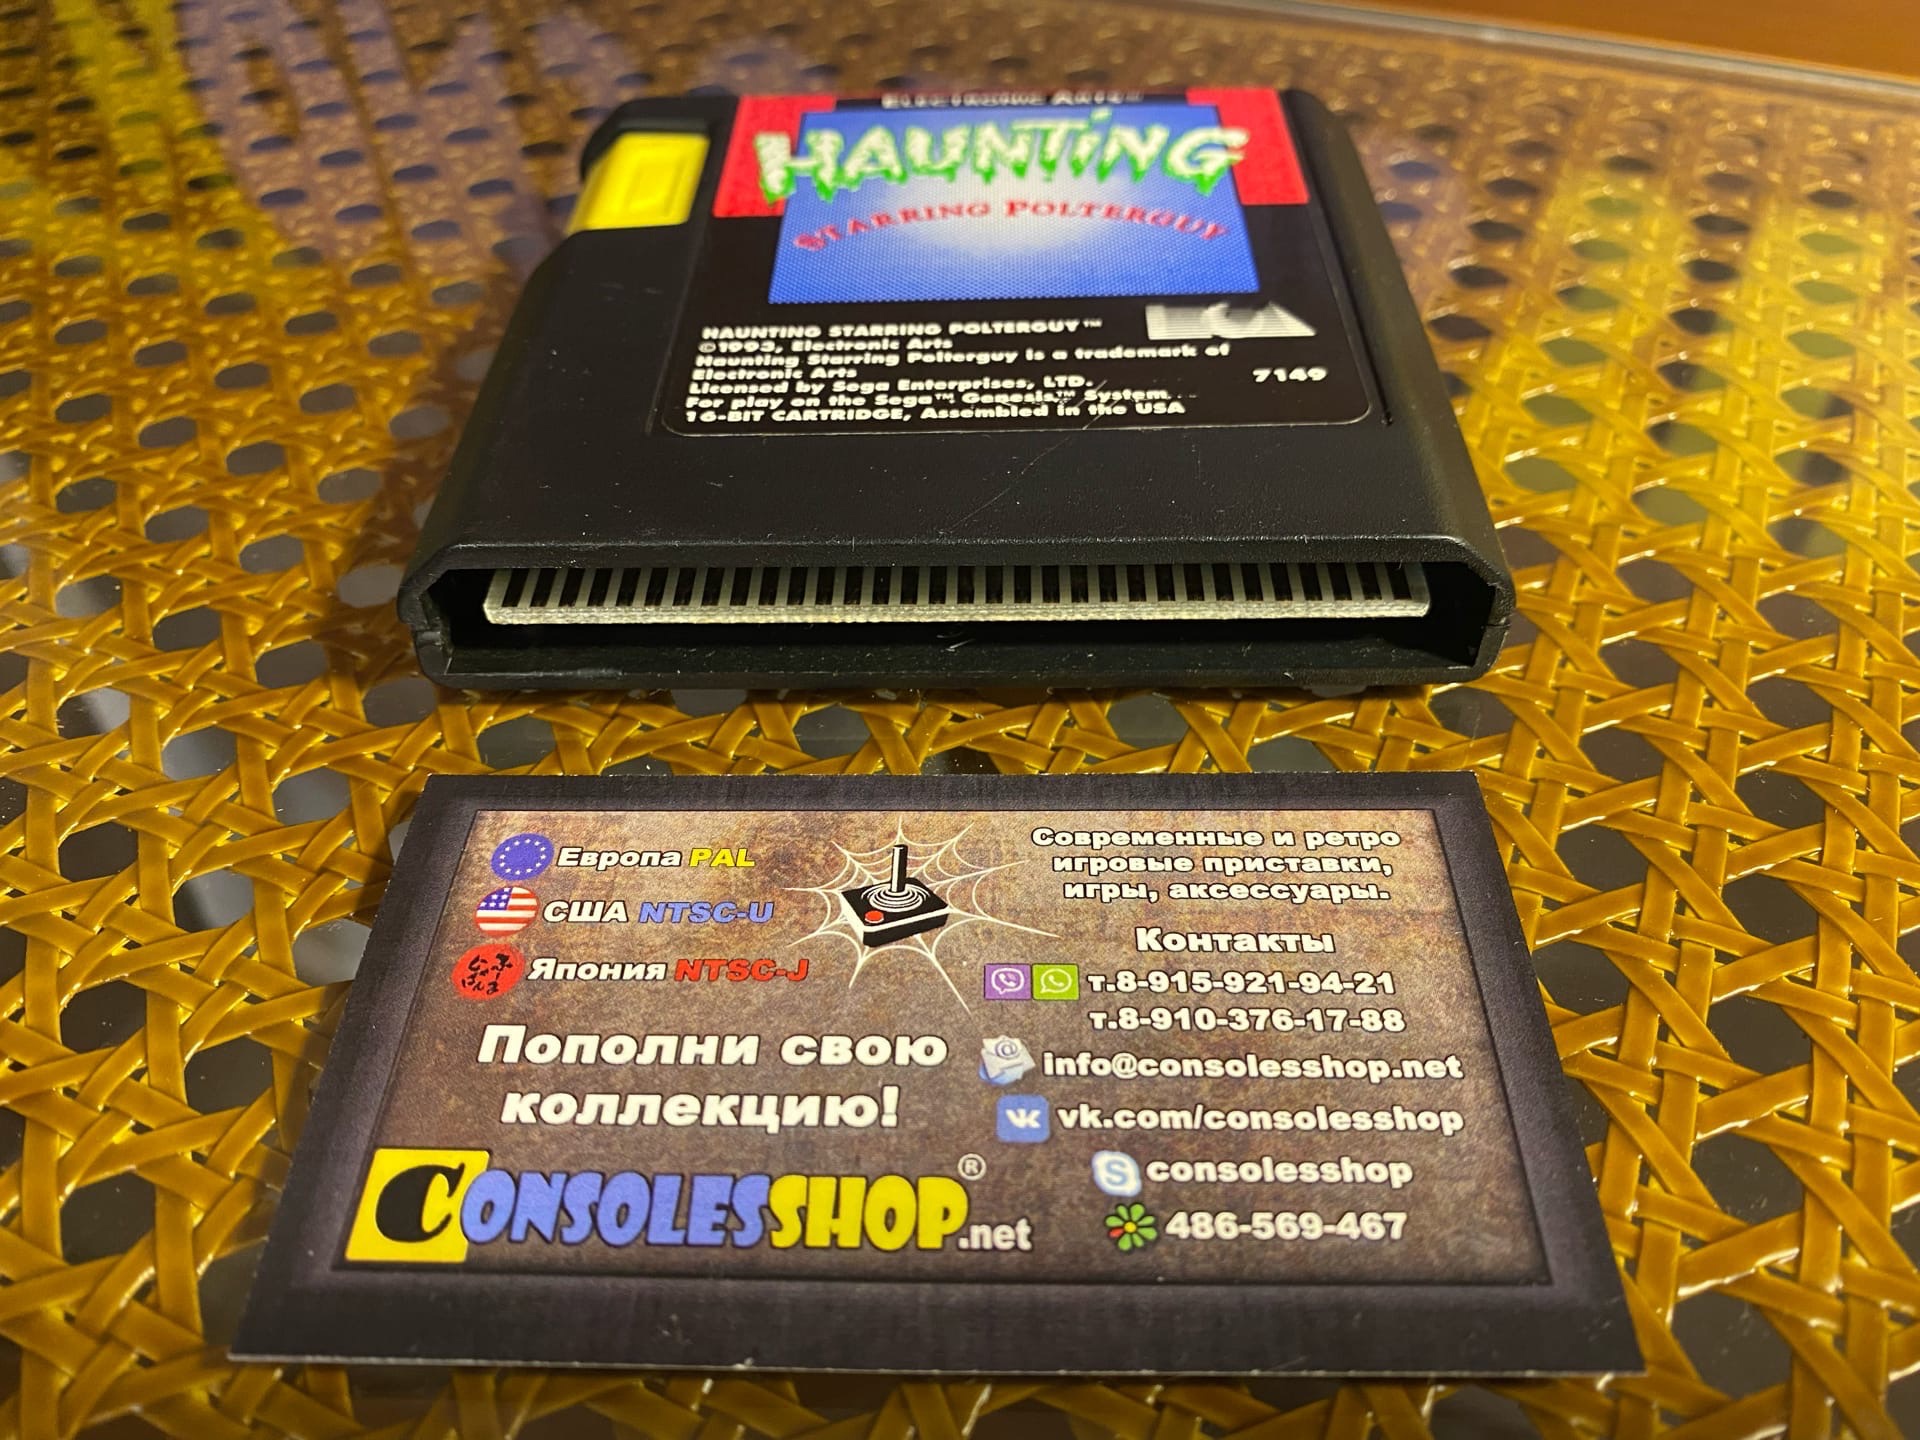 ELECTRONIC ARTS™
HAUNTING
STARRING POLTERGUY
HAUNTING STARRING POLTERGUY™
©1993, Electronic Arts
Haunting Starring Polterguy is a trademark of
Electronic Arts
Licensed by Sega Enterprises, LTD.
For play on the Sega™ Genesis™ System.
16-BIT CARTRIDGE, Assembled in the USA
EA
7149
Европа PAL
США NTSC-U
Япония NTSC-J
Пополни свою
коллекцию!
CONSOLESSHOP®.net
Современные и ретро
игровые приставки,
игры, аксессуары.
Контакты
т.8-915-921-94-21
т.8-910-376-17-88
info@consolesshop.net
vk.com/consolesshop
consolesshop
486-569-467